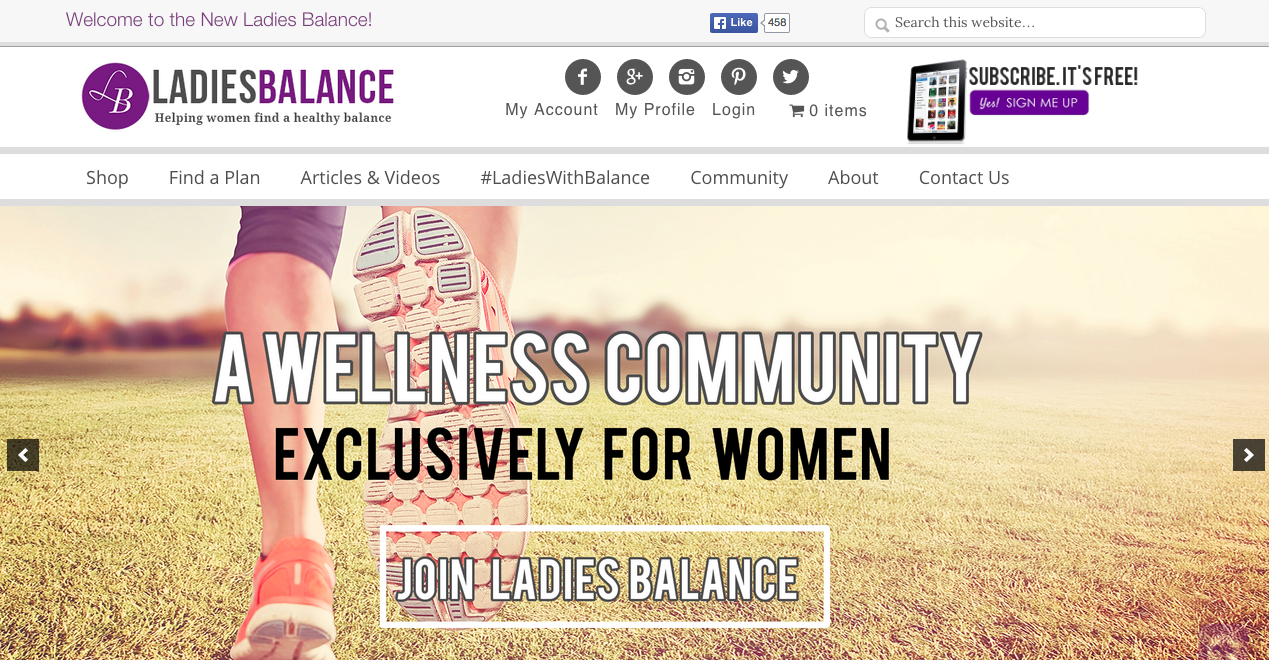 Welcome to the New Ladies Balance!
Like
458
Search this website...
LB
LADIESBALANCE
Helping women find a healthy balance
My Account
My Profile
Login
0 items
SUBSCRIBE.IT'S FREE!
Yes! SIGN ME UP
Shop
Find a Plan
Articles & Videos
#LadiesWithBalance
Community
About
Contact Us
A WELLNESS COMMUNITY
EXCLUSIVELY FOR WOMEN
JOIN LADIES BALANCE